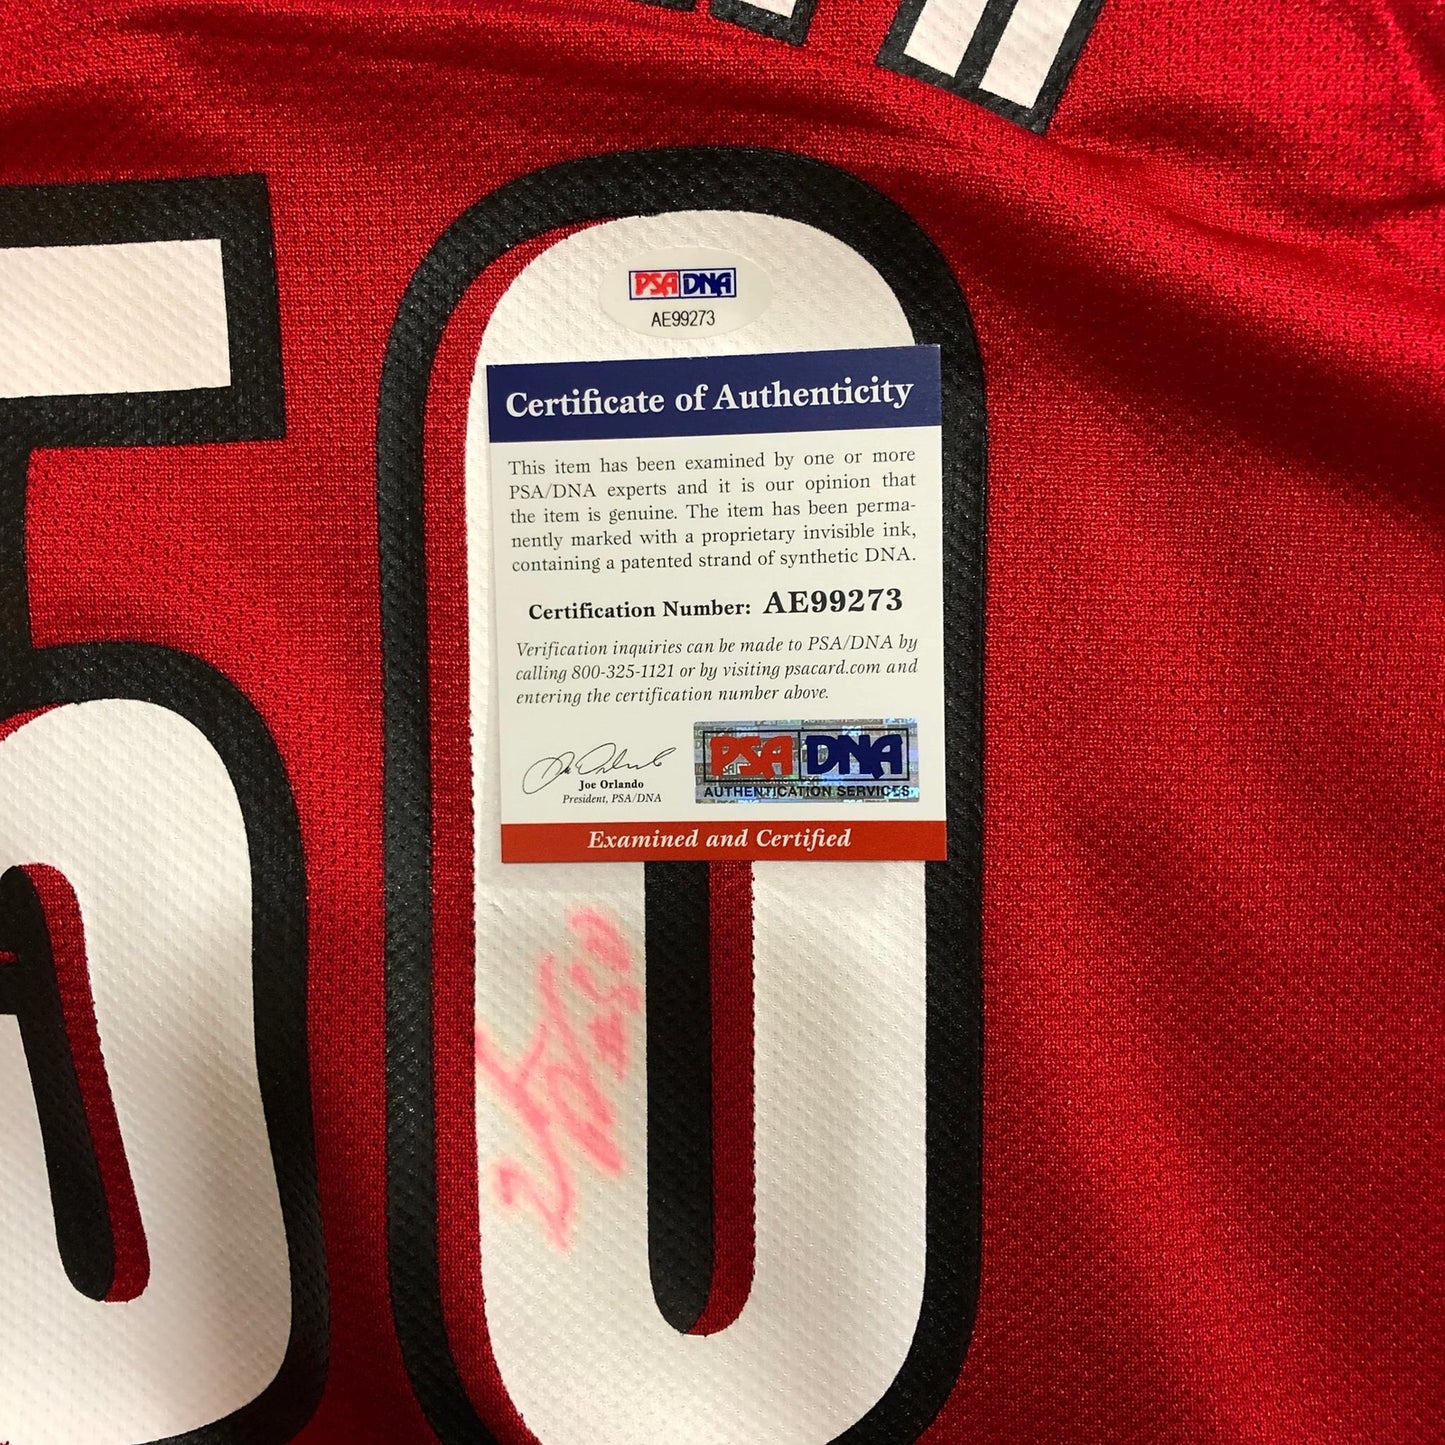 50
PSA DNA
AE99273
Certificate of Authenticity
This item has been examined by one or more
PSA/DNA experts and it is our opinion that
the item is genuine. The item has been perma-
nently marked with a proprietary invisible ink,
containing a patented strand of synthetic DNA.
Certification Number: AE99273
Verification inquiries can be made to PSA/DNA by
calling 800-325-1121 or by visiting psacard.com and
entering the certification number above.
PSA DNA
AUTHENTICATION SERVICES
Joe Orlando
President, PSA/DNA
Examined and Certified
#50